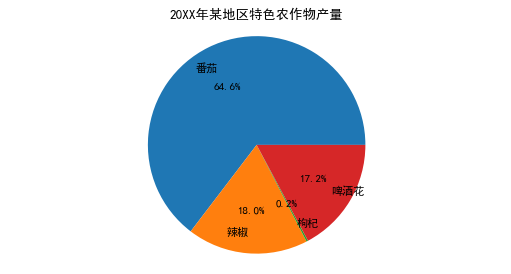 20XX年某地区特色农作物产量
番茄
64.6%
17.2%
啤酒花
0.2%
枸杞
18.0%
辣椒